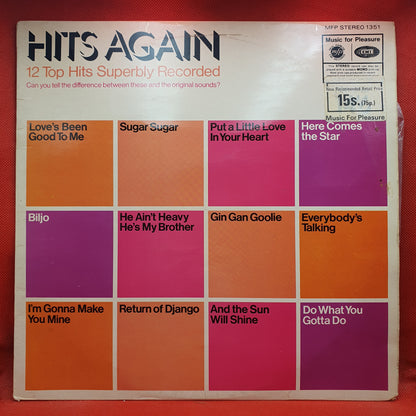 MFP STEREO 1351
HITS AGAIN
12 Top Hits Superbly Recorded
Can you tell the difference between these and the original sounds?
Music for Pleasure
mfp
EMI
New Recommended Retail Price
15s. (75p.)
Music For Pleasure
Love's Been
Good To Me
Sugar Sugar
Put a Little Love
In Your Heart
Here Comes
the Star
Biljo
He Ain't Heavy
He's My Brother
Gin Gan Goolie
Everybody's
Talking
I'm Gonna Make
You Mine
Return of Django
And the Sun
Will Shine
Do What You
Gotta Do